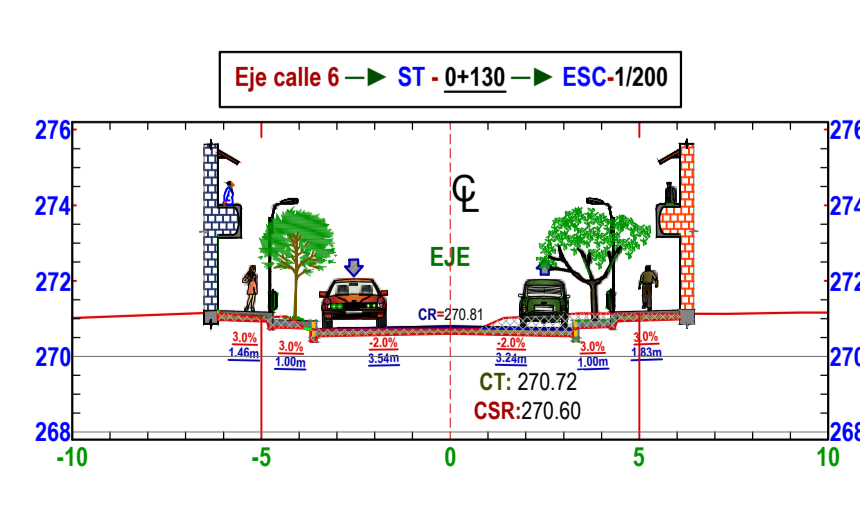 Eje calle 6 ST - 0+130 ESC-1/200
276 276
274 274
CL
EJE
272 272
CR=270.81
3.0% 3.0% -2.0% -2.0% 3.0% 3.0%
1.46m 1.00m 3.54m 3.24m 1.00m 1.83m
270 270
CT: 270.72
CSR:270.60
268 268
-10 -5 0 5 10